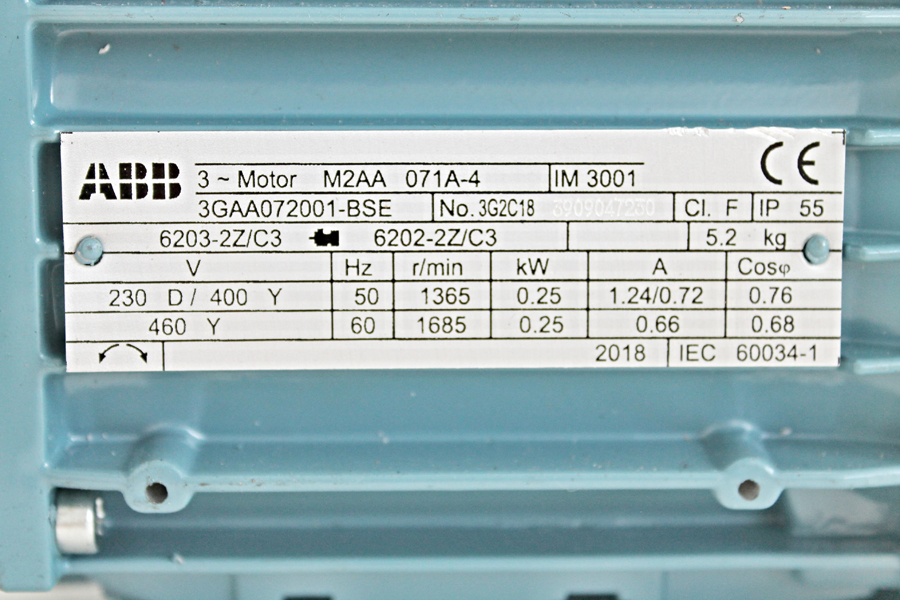 ABB 3 ~ Motor M2AA 071A-4 IM 3001 CE
3GAA072001-BSE No. 3G2C18 Cl. F IP 55
6203-2Z/C3 6202-2Z/C3 5.2 kg
V Hz r/min kW A Cosφ
230 D / 400 Y 50 1365 0.25 1.24/0.72 0.76
460 Y 60 1685 0.25 0.66 0.68
2018 IEC 60034-1